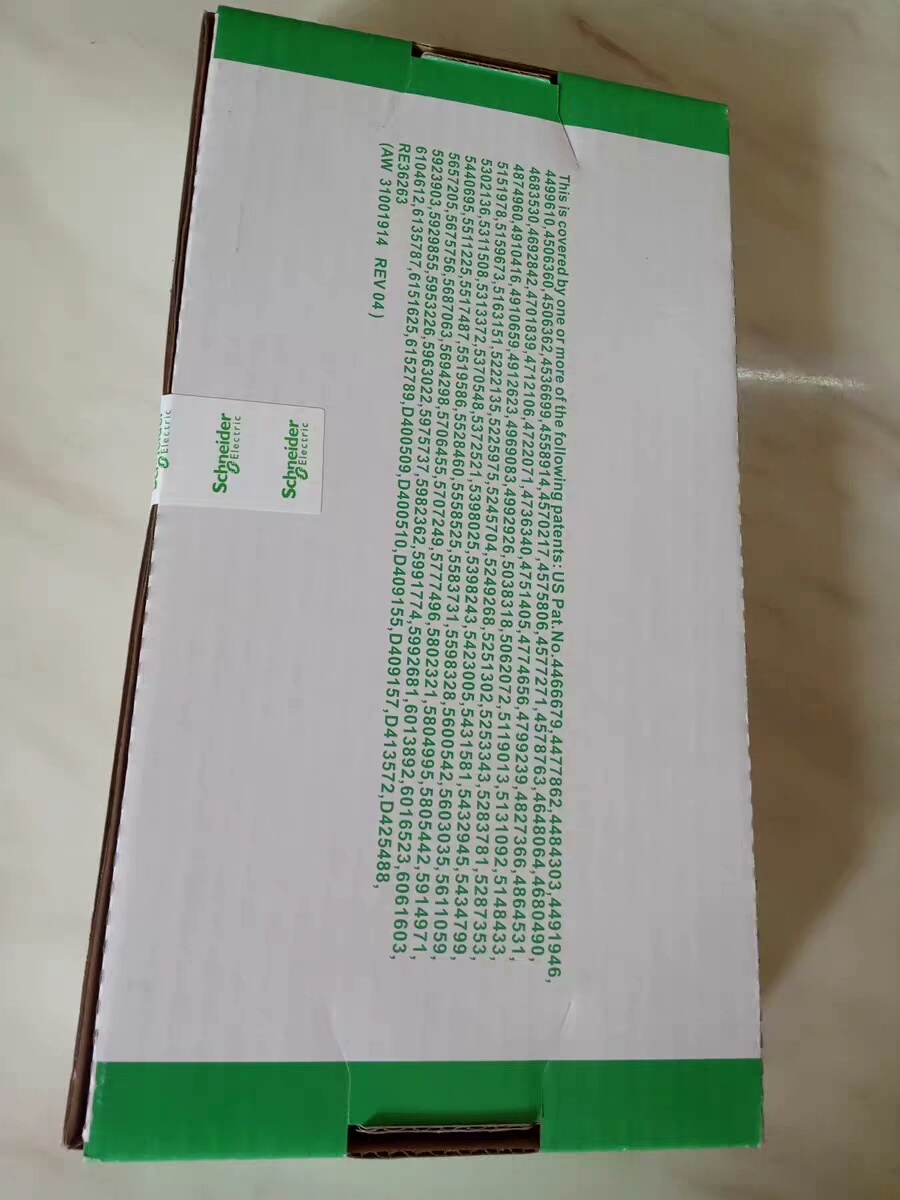 This is covered by one or more of the following patents: US Pat.No.4466679,4477862,4484303,4491946,
4499610,4506360,4506362,4536699,4558914,4570217,4575806,4577271,4578763,4648064,4680490,
4683530,4692842,4701839,4712106,4722071,4736340,4751405,4774656,4799239,4827366,4864531,
4874960,4910416,4910659,4912623,4969083,4992926,5038318,5062072,5119013,5131092,5148433,
5151978,5159673,5163151,5222135,5225975,5245704,5249268,5251302,5253343,5283781,5287353,
5302136,5311508,5313372,5370548,5372521,5398025,5398243,5423005,5431581,5432945,5434799,
5440695,5511225,5517487,5519586,5528460,5558525,5583731,5598328,5600542,5603035,5611059,
5657205,5675756,5687063,5694298,5706455,5707249,5777496,5802321,5804995,5805442,5914971,
5923903,5929855,5953226,5963022,5975737,5982362,5991774,5992681,6013892,6016523,6061603,
6104612,6135787,6151625,6152789,D400509,D400510,D409155,D409157,D413572,D425488,
RE36263
(AW 31001914 REV 04)
Schneider
Electric
Schneider
Electric
Electric